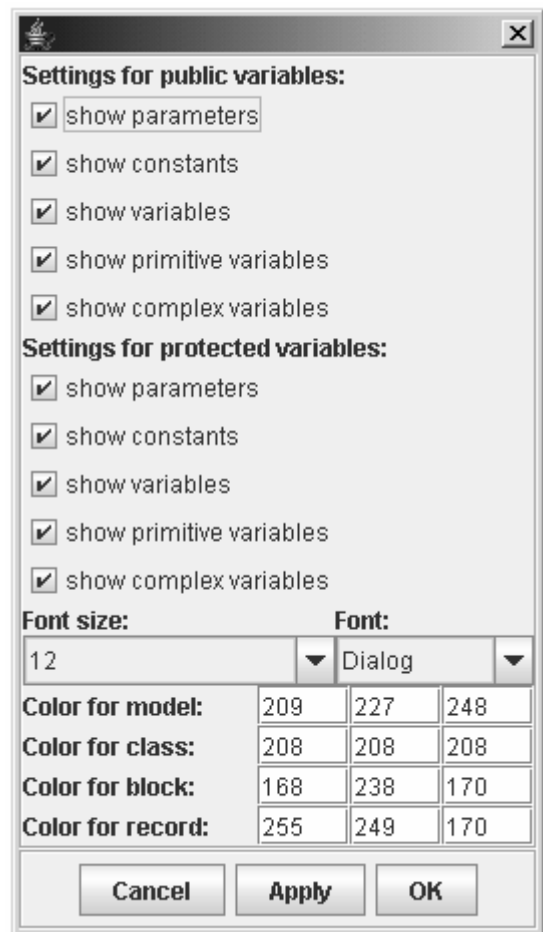 Settings for public variables:
show parameters
show constants
show variables
show primitive variables
show complex variables
Settings for protected variables:
show parameters
show constants
show variables
show primitive variables
show complex variables
Font size: Font:
12 Dialog
Color for model: 209 227 248
Color for class: 208 208 208
Color for block: 168 238 170
Color for record: 255 249 170
Cancel Apply OK